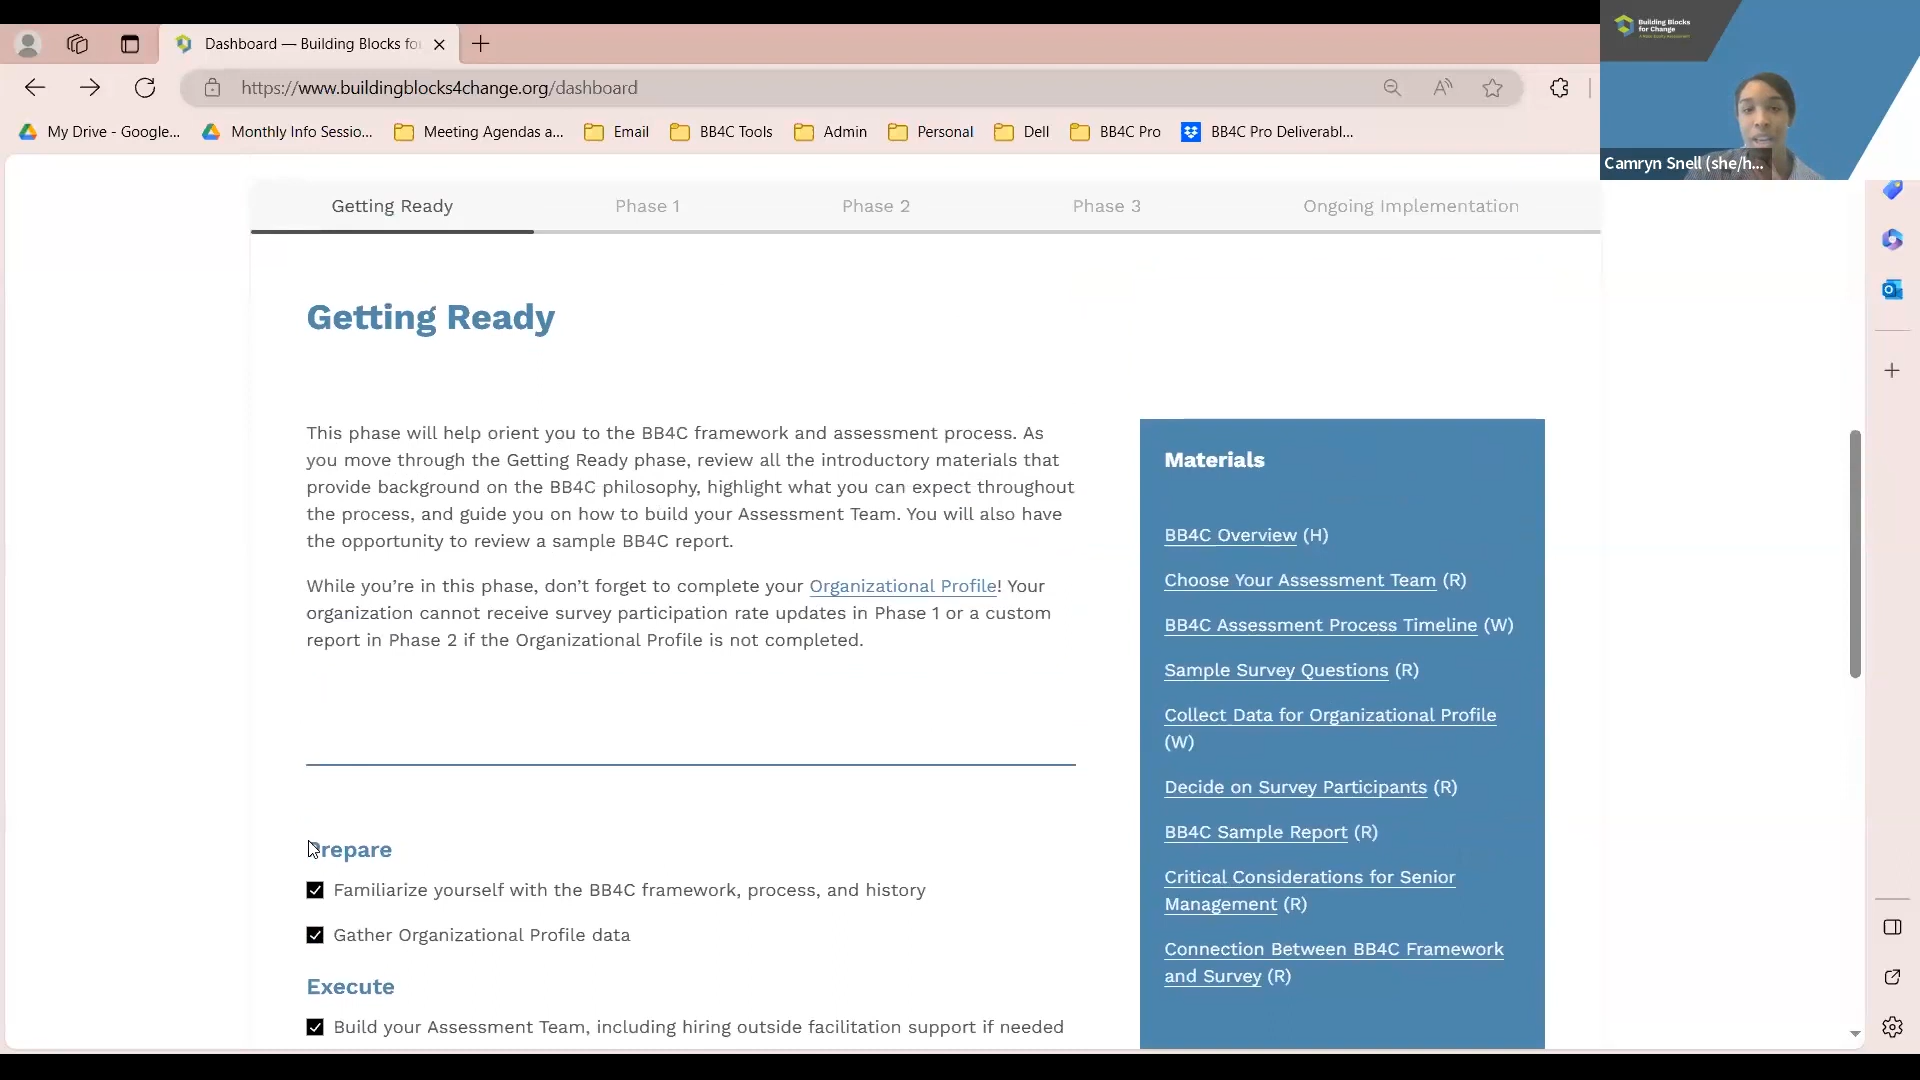 Dashboard — Building Blocks fo
https://www.buildingblocks4change.org/dashboard
My Drive - Google...
Monthly Info Sessio...
Meeting Agendas a...
Email
BB4C Tools
Admin
Personal
Dell
BB4C Pro
BB4C Pro Deliverabl...
Building Blocks
for Change
Camryn Snell (she/h...
Getting Ready
Phase 1
Phase 2
Phase 3
Ongoing Implementation
Getting Ready
This phase will help orient you to the BB4C framework and assessment process. As
you move through the Getting Ready phase, review all the introductory materials that
provide background on the BB4C philosophy, highlight what you can expect throughout
the process, and guide you on how to build your Assessment Team. You will also have
the opportunity to review a sample BB4C report.
While you’re in this phase, don’t forget to complete your Organizational Profile! Your
organization cannot receive survey participation rate updates in Phase 1 or a custom
report in Phase 2 if the Organizational Profile is not completed.
Prepare
Familiarize yourself with the BB4C framework, process, and history
Gather Organizational Profile data
Execute
Build your Assessment Team, including hiring outside facilitation support if needed
Materials
BB4C Overview (H)
Choose Your Assessment Team (R)
BB4C Assessment Process Timeline (W)
Sample Survey Questions (R)
Collect Data for Organizational Profile
(W)
Decide on Survey Participants (R)
BB4C Sample Report (R)
Critical Considerations for Senior
Management (R)
Connection Between BB4C Framework
and Survey (R)